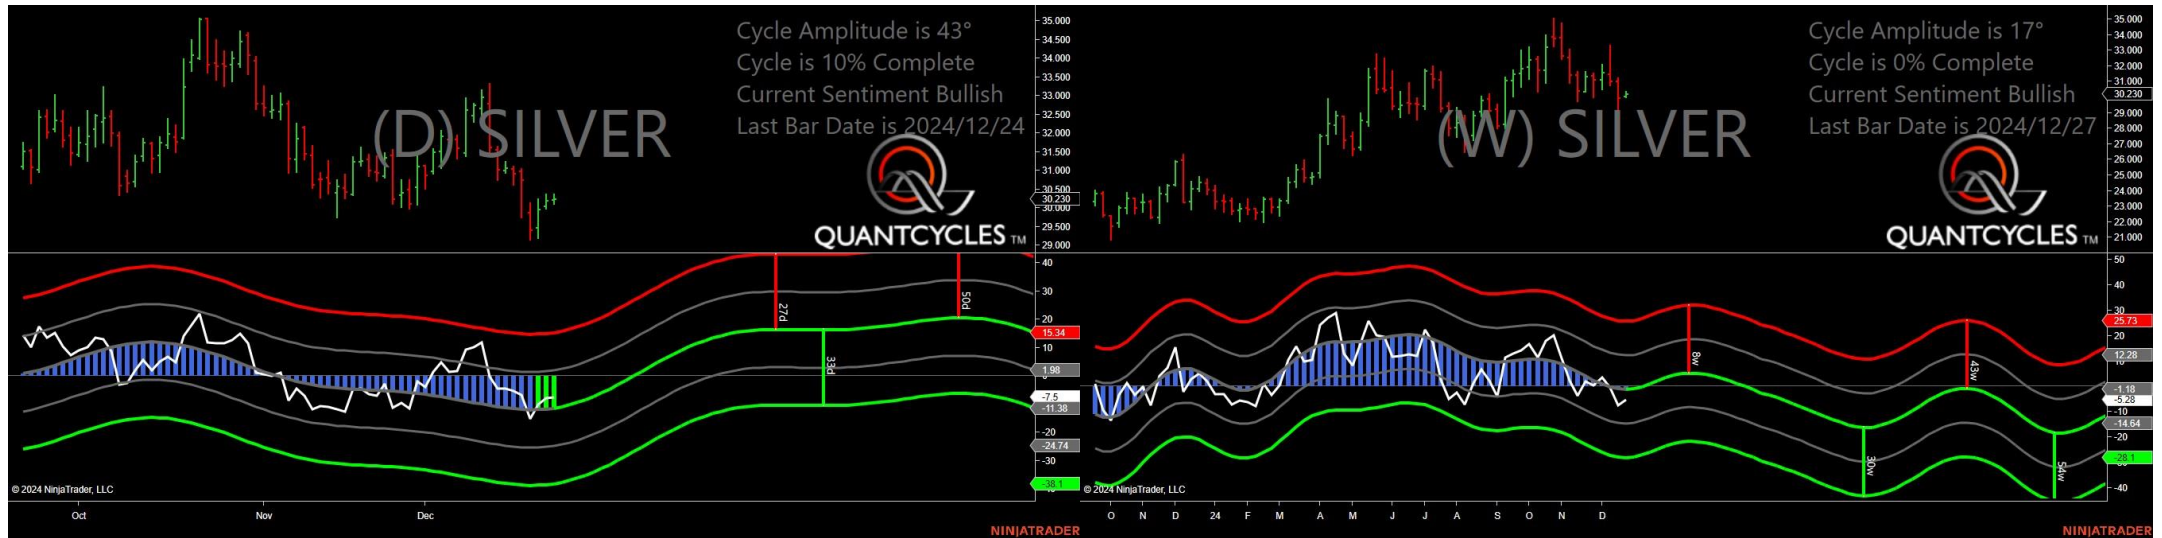 Cycle Amplitude is 43°
Cycle is 10% Complete
Current Sentiment Bullish
Last Bar Date is 2024/12/24
(D) SILVER
QUANTCYCLES TM
35.000
34.500
34.000
33.500
33.000
32.500
32.000
31.500
31.000
30.500
30.230
30.000
29.500
29.000
27d
50d
33d
40
30
20
15.34
10
1.98
-7.5
-11.38
-20
-24.74
-30
-38.1
© 2024 NinjaTrader, LLC
Oct
Nov
Dec
NINJATRADER
Cycle Amplitude is 17°
Cycle is 0% Complete
Current Sentiment Bullish
Last Bar Date is 2024/12/27
(W) SILVER
QUANTCYCLES TM
35.000
34.000
33.000
32.000
31.000
30.230
29.000
28.000
27.000
26.000
25.000
24.000
23.000
22.000
21.000
8w
43w
30w
54w
50
40
30
25.73
20
12.28
-1.18
-5.28
-10
-14.64
-20
-28.1
-40
© 2024 NinjaTrader, LLC
O
N
D
24
F
M
A
M
J
J
A
S
O
N
D
NINJATRADER